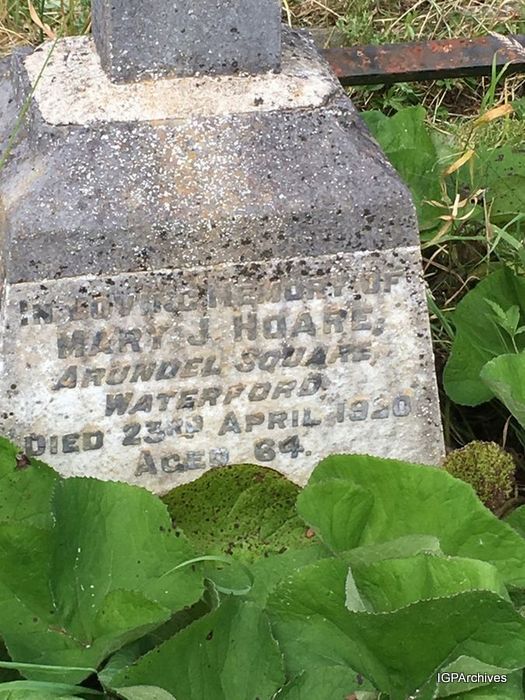 IN LOVING MEMORY OF
MARY J. HOARE,
ARUNDEL SQUARE,
WATERFORD
DIED 23RD APRIL 1920
AGED 64.
IGPArchives